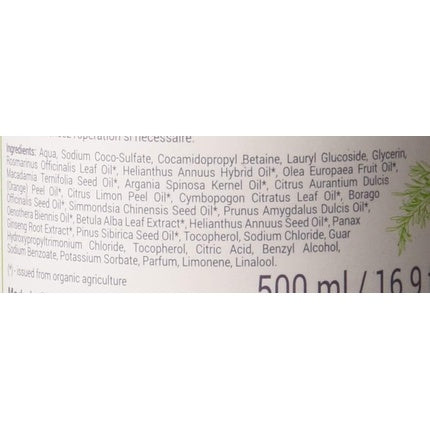 l'opération si nécessaire.
Ingredients: Aqua, Sodium Coco-Sulfate, Cocamidopropyl Betaine, Lauryl Glucoside, Glycerin,
Rosmarinus Officinalis Leaf Oil*, Helianthus Annuus Hybrid Oil*, Olea Europaea Fruit Oil*,
Macadamia Ternifolia Seed Oil*, Argania Spinosa Kernel Oil*, Citrus Aurantium Dulcis
(Orange) Peel Oil*, Citrus Limon Peel Oil*, Cymbopogon Citratus Leaf Oil*, Borago
Officinalis Seed Oil*, Simmondsia Chinensis Seed Oil*, Prunus Amygdalus Dulcis Oil*,
Oenothera Biennis Oil*, Betula Alba Leaf Extract*, Helianthus Annuus Seed Oil*, Panax
Ginseng Root Extract*, Pinus Sibirica Seed Oil*, Tocopherol, Sodium Chloride, Guar
Hydroxypropyltrimonium Chloride, Tocopherol, Citric Acid, Benzyl Alcohol,
Sodium Benzoate, Potassium Sorbate, Parfum, Limonene, Linalool.
(*) - issued from organic agriculture
500 ml / 16.9